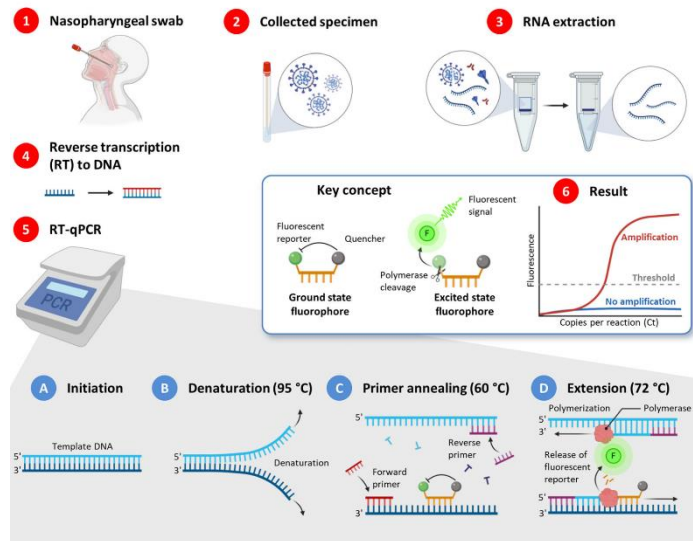 1 Nasopharyngeal swab
2 Collected specimen
3 RNA extraction
4 Reverse transcription
(RT) to DNA
5 RT-qPCR
PCR
Key concept
Fluorescent
reporter
Quencher
Ground state
fluorophore
F
Fluorescent
signal
Polymerase
cleavage
Excited state
fluorophore
6 Result
Fluorescence
Amplification
Threshold
No amplification
Copies per reaction (Ct)
A Initiation
Template DNA
5'
3'
B Denaturation (95 °C)
5'
3'
Denaturation
C Primer annealing (60 °C)
5'
Reverse
primer
Forward
primer
3'
D Extension (72 °C)
Polymerization
Polymerase
5'
3'
Release of
fluorescent
reporter
F
5'
3'